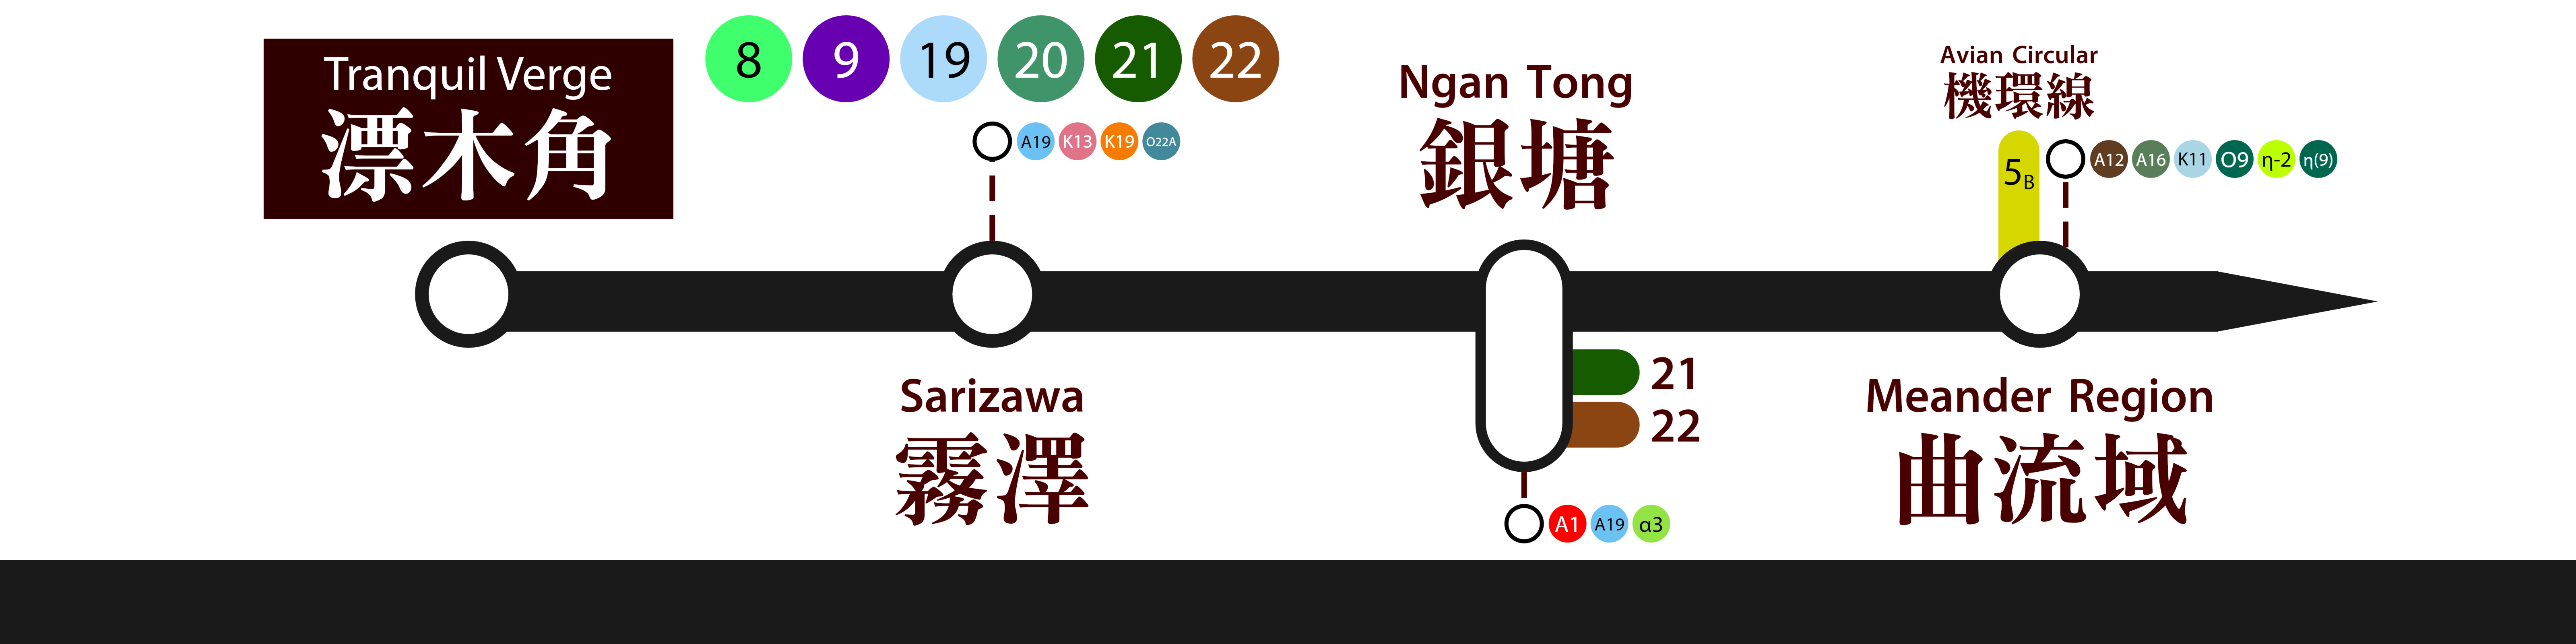 Tranquil Verge
漂木角
8 9 19 20 21 22
A19 K13 K19 O22A
Sarizawa
霧澤
Ngan Tong
銀塘
21
22
A1 A19 α3
Avian Circular
機環線
5B
A12 A16 K11 O9 η-2 η(9)
Meander Region
曲流域